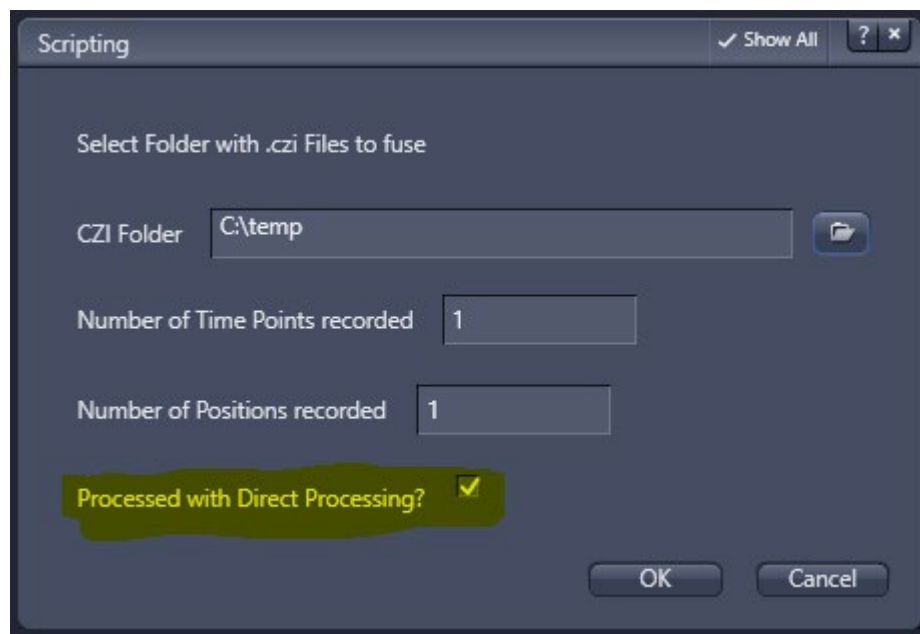 Scripting ✓ Show All ? ×
Select Folder with .czi Files to fuse
CZI Folder C:\temp
Number of Time Points recorded 1
Number of Positions recorded 1
Processed with Direct Processing? ✓
OK Cancel